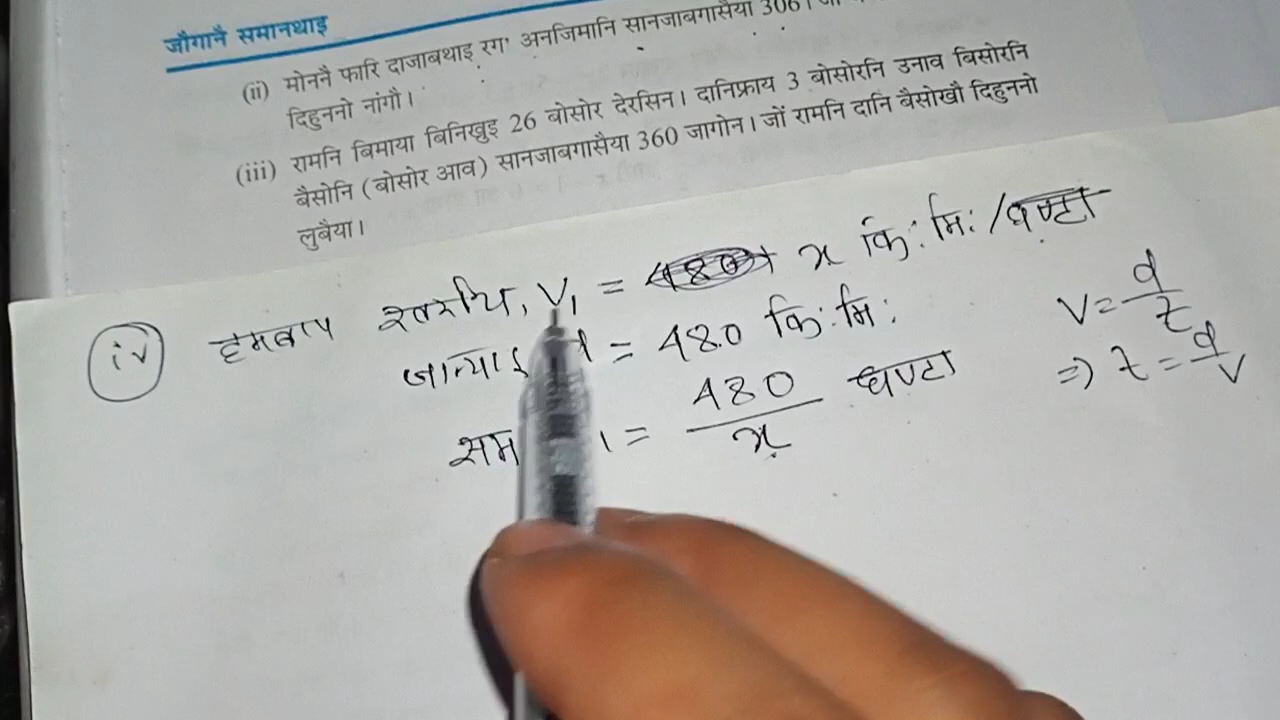 जौगानै समानथाइ
(ii) मोननै फारि दाजाबथाइ रग' अनजिमानि सानजाबगासैया 306।
दिहुननो नांगौ।
(iii) रामनि बिमाया बिनिखुइ 26 बोसोर देरसिन। दानिफ्राय 3 बोसोरनि उनाव बिसोरनि
बैसोनि (बोसोर आव) सानजाबगासैया 360 जागोन। जों रामनि दानि बैसोखौ दिहुननो
लुबैया।
iv V₁ = x कि: मि: /घण्टा
= 480 कि: मि:
V = d/t
= 480/x घण्टा
=> t = d/V